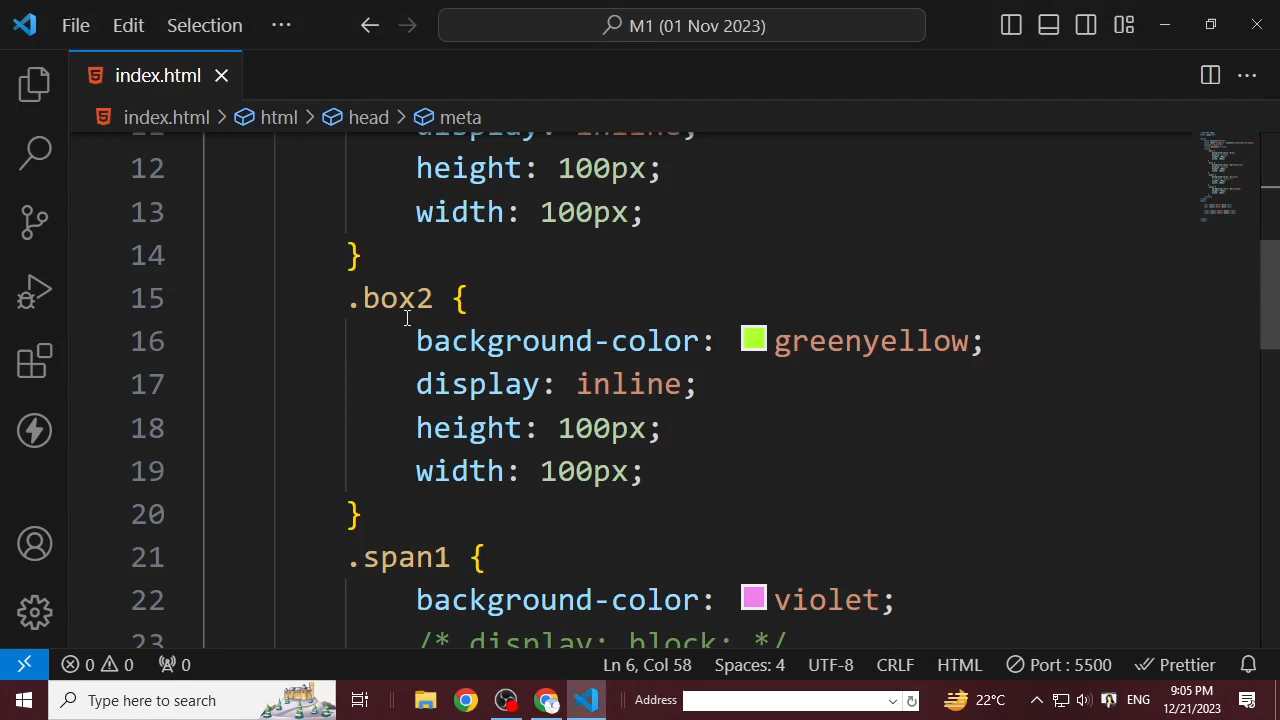 File Edit Selection ··· M1 (01 Nov 2023)
index.html
index.html > html > head > meta
11 display: inline;
12 height: 100px;
13 width: 100px;
14 }
15 .box2 {
16 background-color: greenyellow;
17 display: inline;
18 height: 100px;
19 width: 100px;
20 }
21 .span1 {
22 background-color: violet;
23 /* display: block; */
0 0 0 Ln 6, Col 58 Spaces: 4 UTF-8 CRLF HTML Port : 5500 Prettier
Type here to search Address 22°C ENG 9:05 PM
12/21/2023